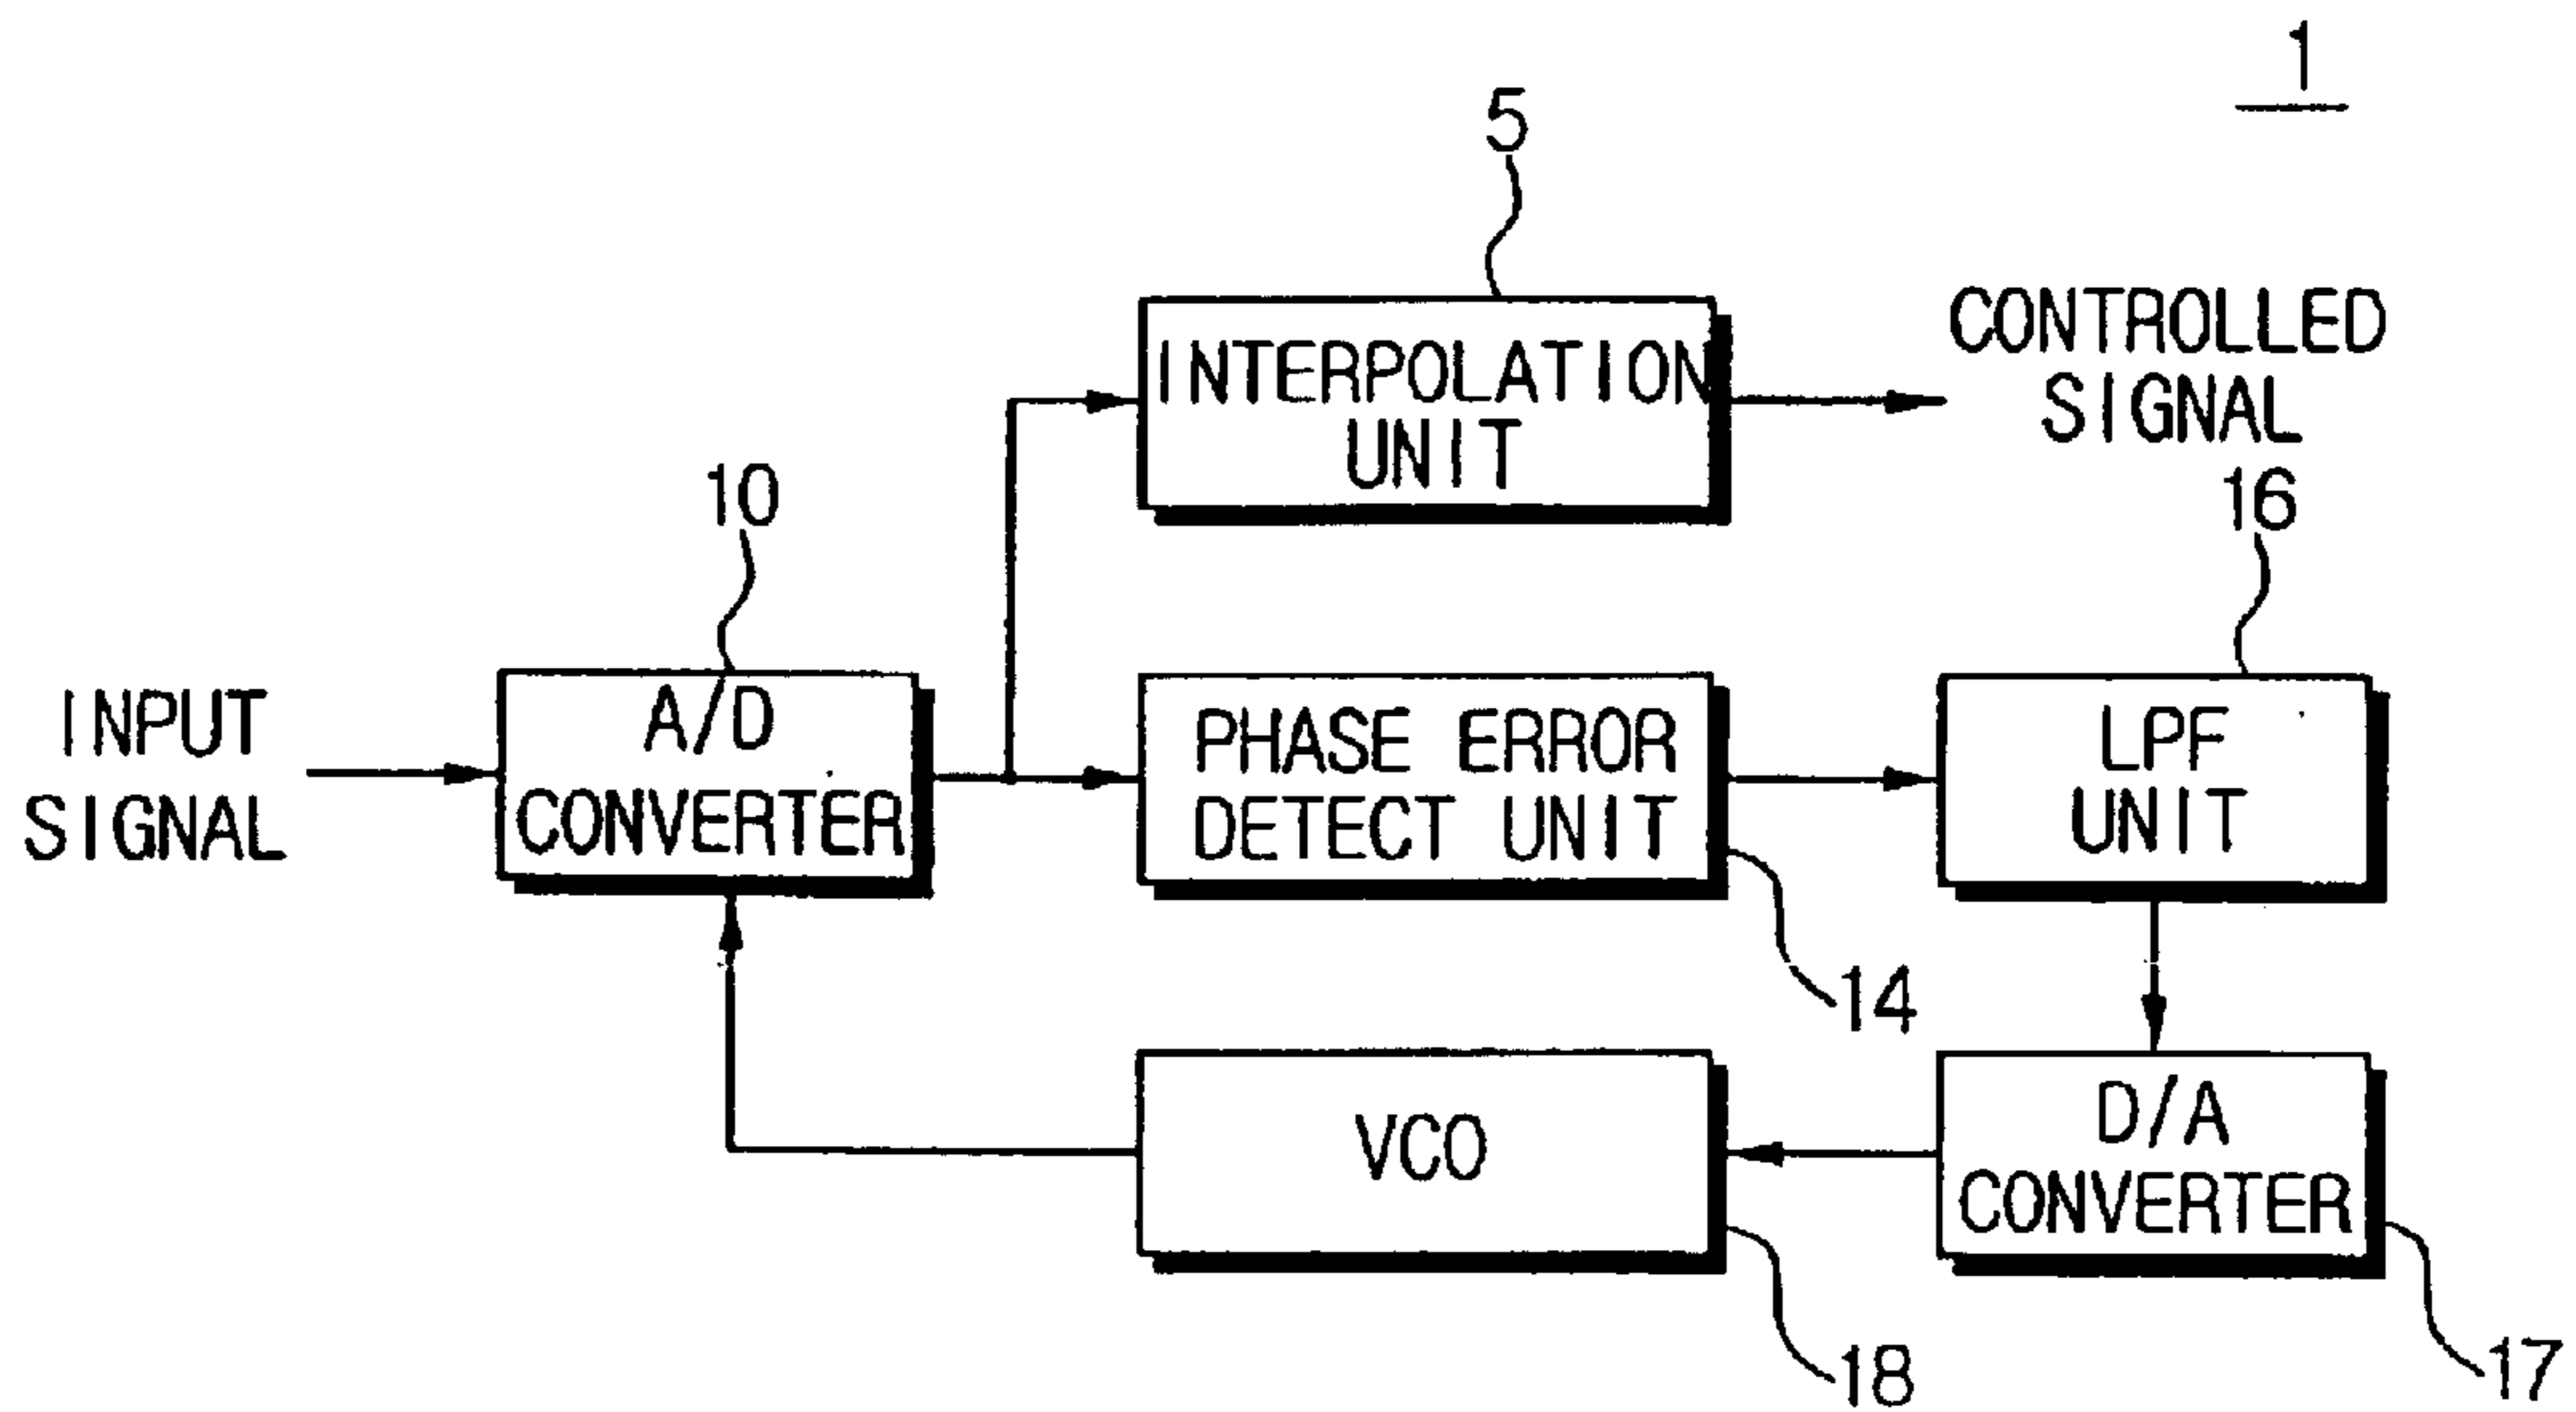 1
5
INTERPOLATION
UNIT
CONTROLLED
SIGNAL
10
16
INPUT
SIGNAL
A/D
CONVERTER
PHASE ERROR
DETECT UNIT
LPF
UNIT
14
VCO
D/A
CONVERTER
18
17